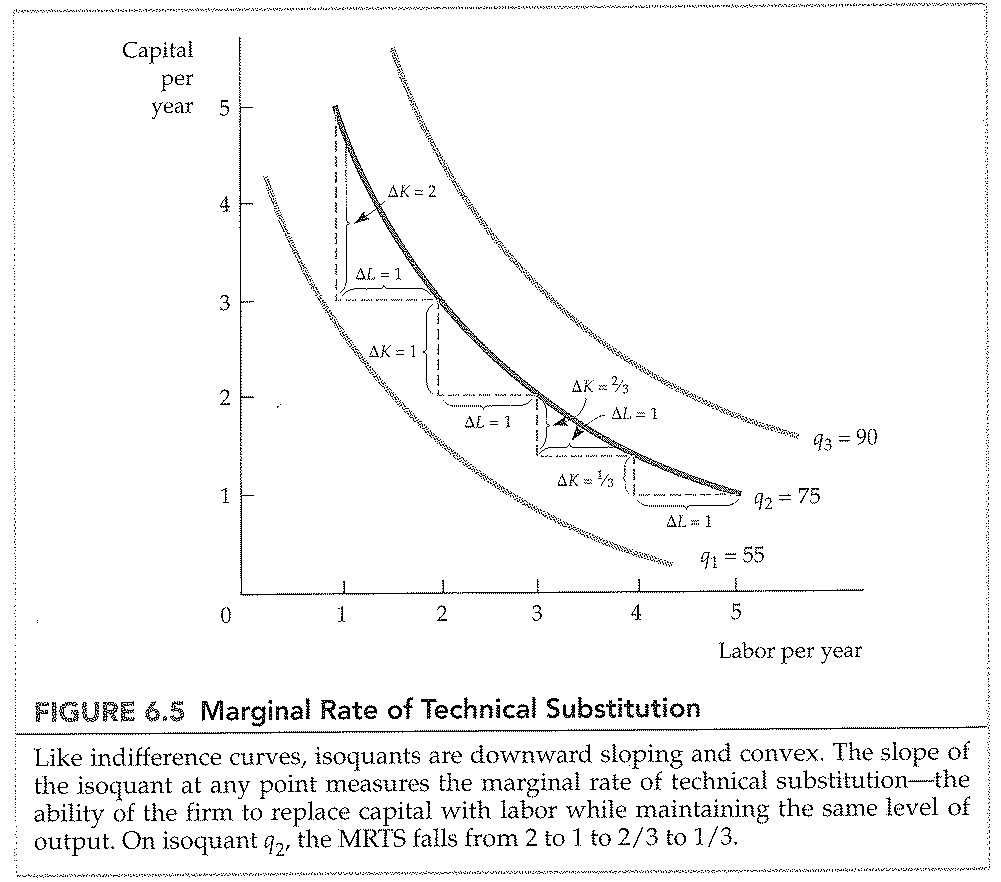 Capital
per
year
5
4
3
2
1
0
1
2
3
4
5
Labor per year
ΔK = 2
ΔL = 1
ΔK = 1
ΔL = 1
ΔK = 2/3
ΔL = 1
ΔK = 1/3
ΔL = 1
q3 = 90
q2 = 75
q1 = 55
FIGURE 6.5 Marginal Rate of Technical Substitution
Like indifference curves, isoquants are downward sloping and convex. The slope of
the isoquant at any point measures the marginal rate of technical substitution—the
ability of the firm to replace capital with labor while maintaining the same level of
output. On isoquant q2, the MRTS falls from 2 to 1 to 2/3 to 1/3.